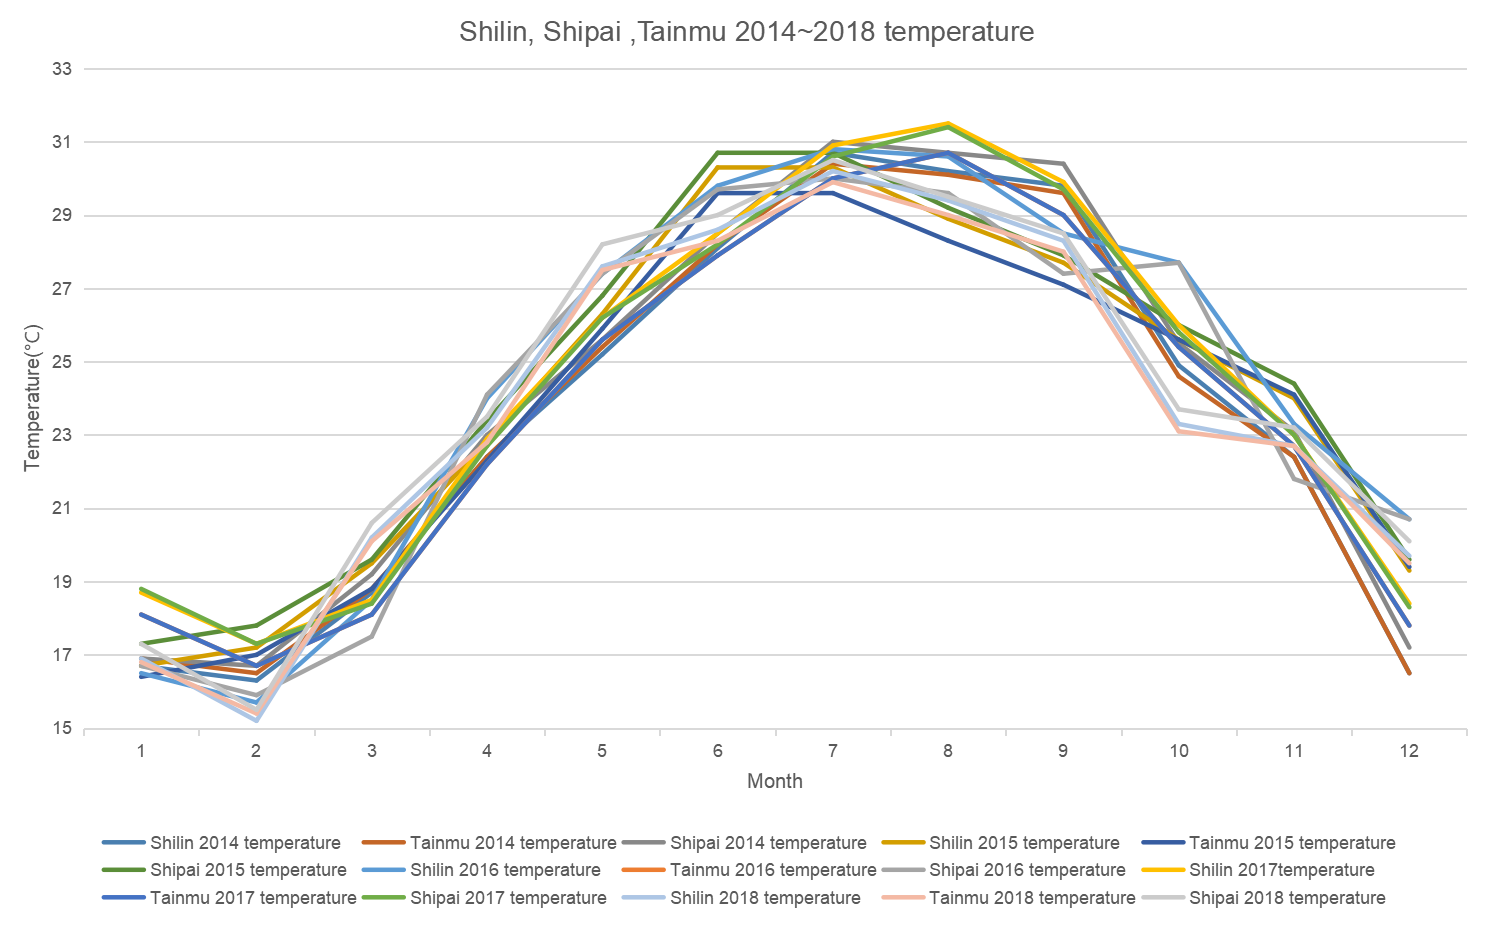 Shilin, Shipai ,Tainmu 2014~2018 temperature
33
31
29
27
25
23
21
19
17
15
Temperature(°C)
1 2 3 4 5 6 7 8 9 10 11 12
Month
Shilin 2014 temperature Tainmu 2014 temperature Shipai 2014 temperature Shilin 2015 temperature Tainmu 2015 temperature
Shipai 2015 temperature Shilin 2016 temperature Tainmu 2016 temperature Shipai 2016 temperature Shilin 2017temperature
Tainmu 2017 temperature Shipai 2017 temperature Shilin 2018 temperature Tainmu 2018 temperature Shipai 2018 temperature